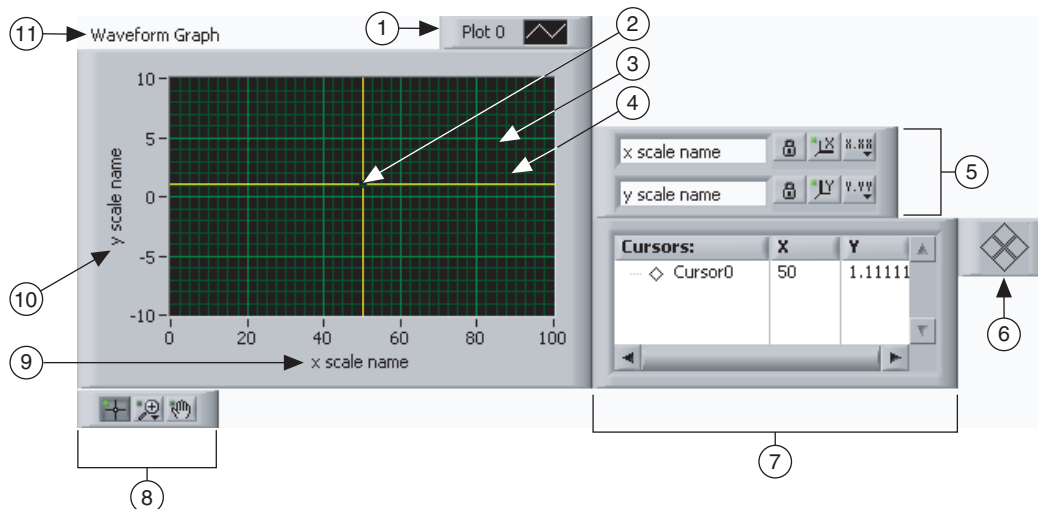 1
2
11
Waveform Graph
Plot 0
3
4
10
5
0
-5
-10
y scale name
0
20
40
60
80
100
x scale name
x scale name
X
X.XX
y scale name
Y
Y.YY
5
Cursors: X Y
Cursor0 50 1.11111
6
10
9
7
8